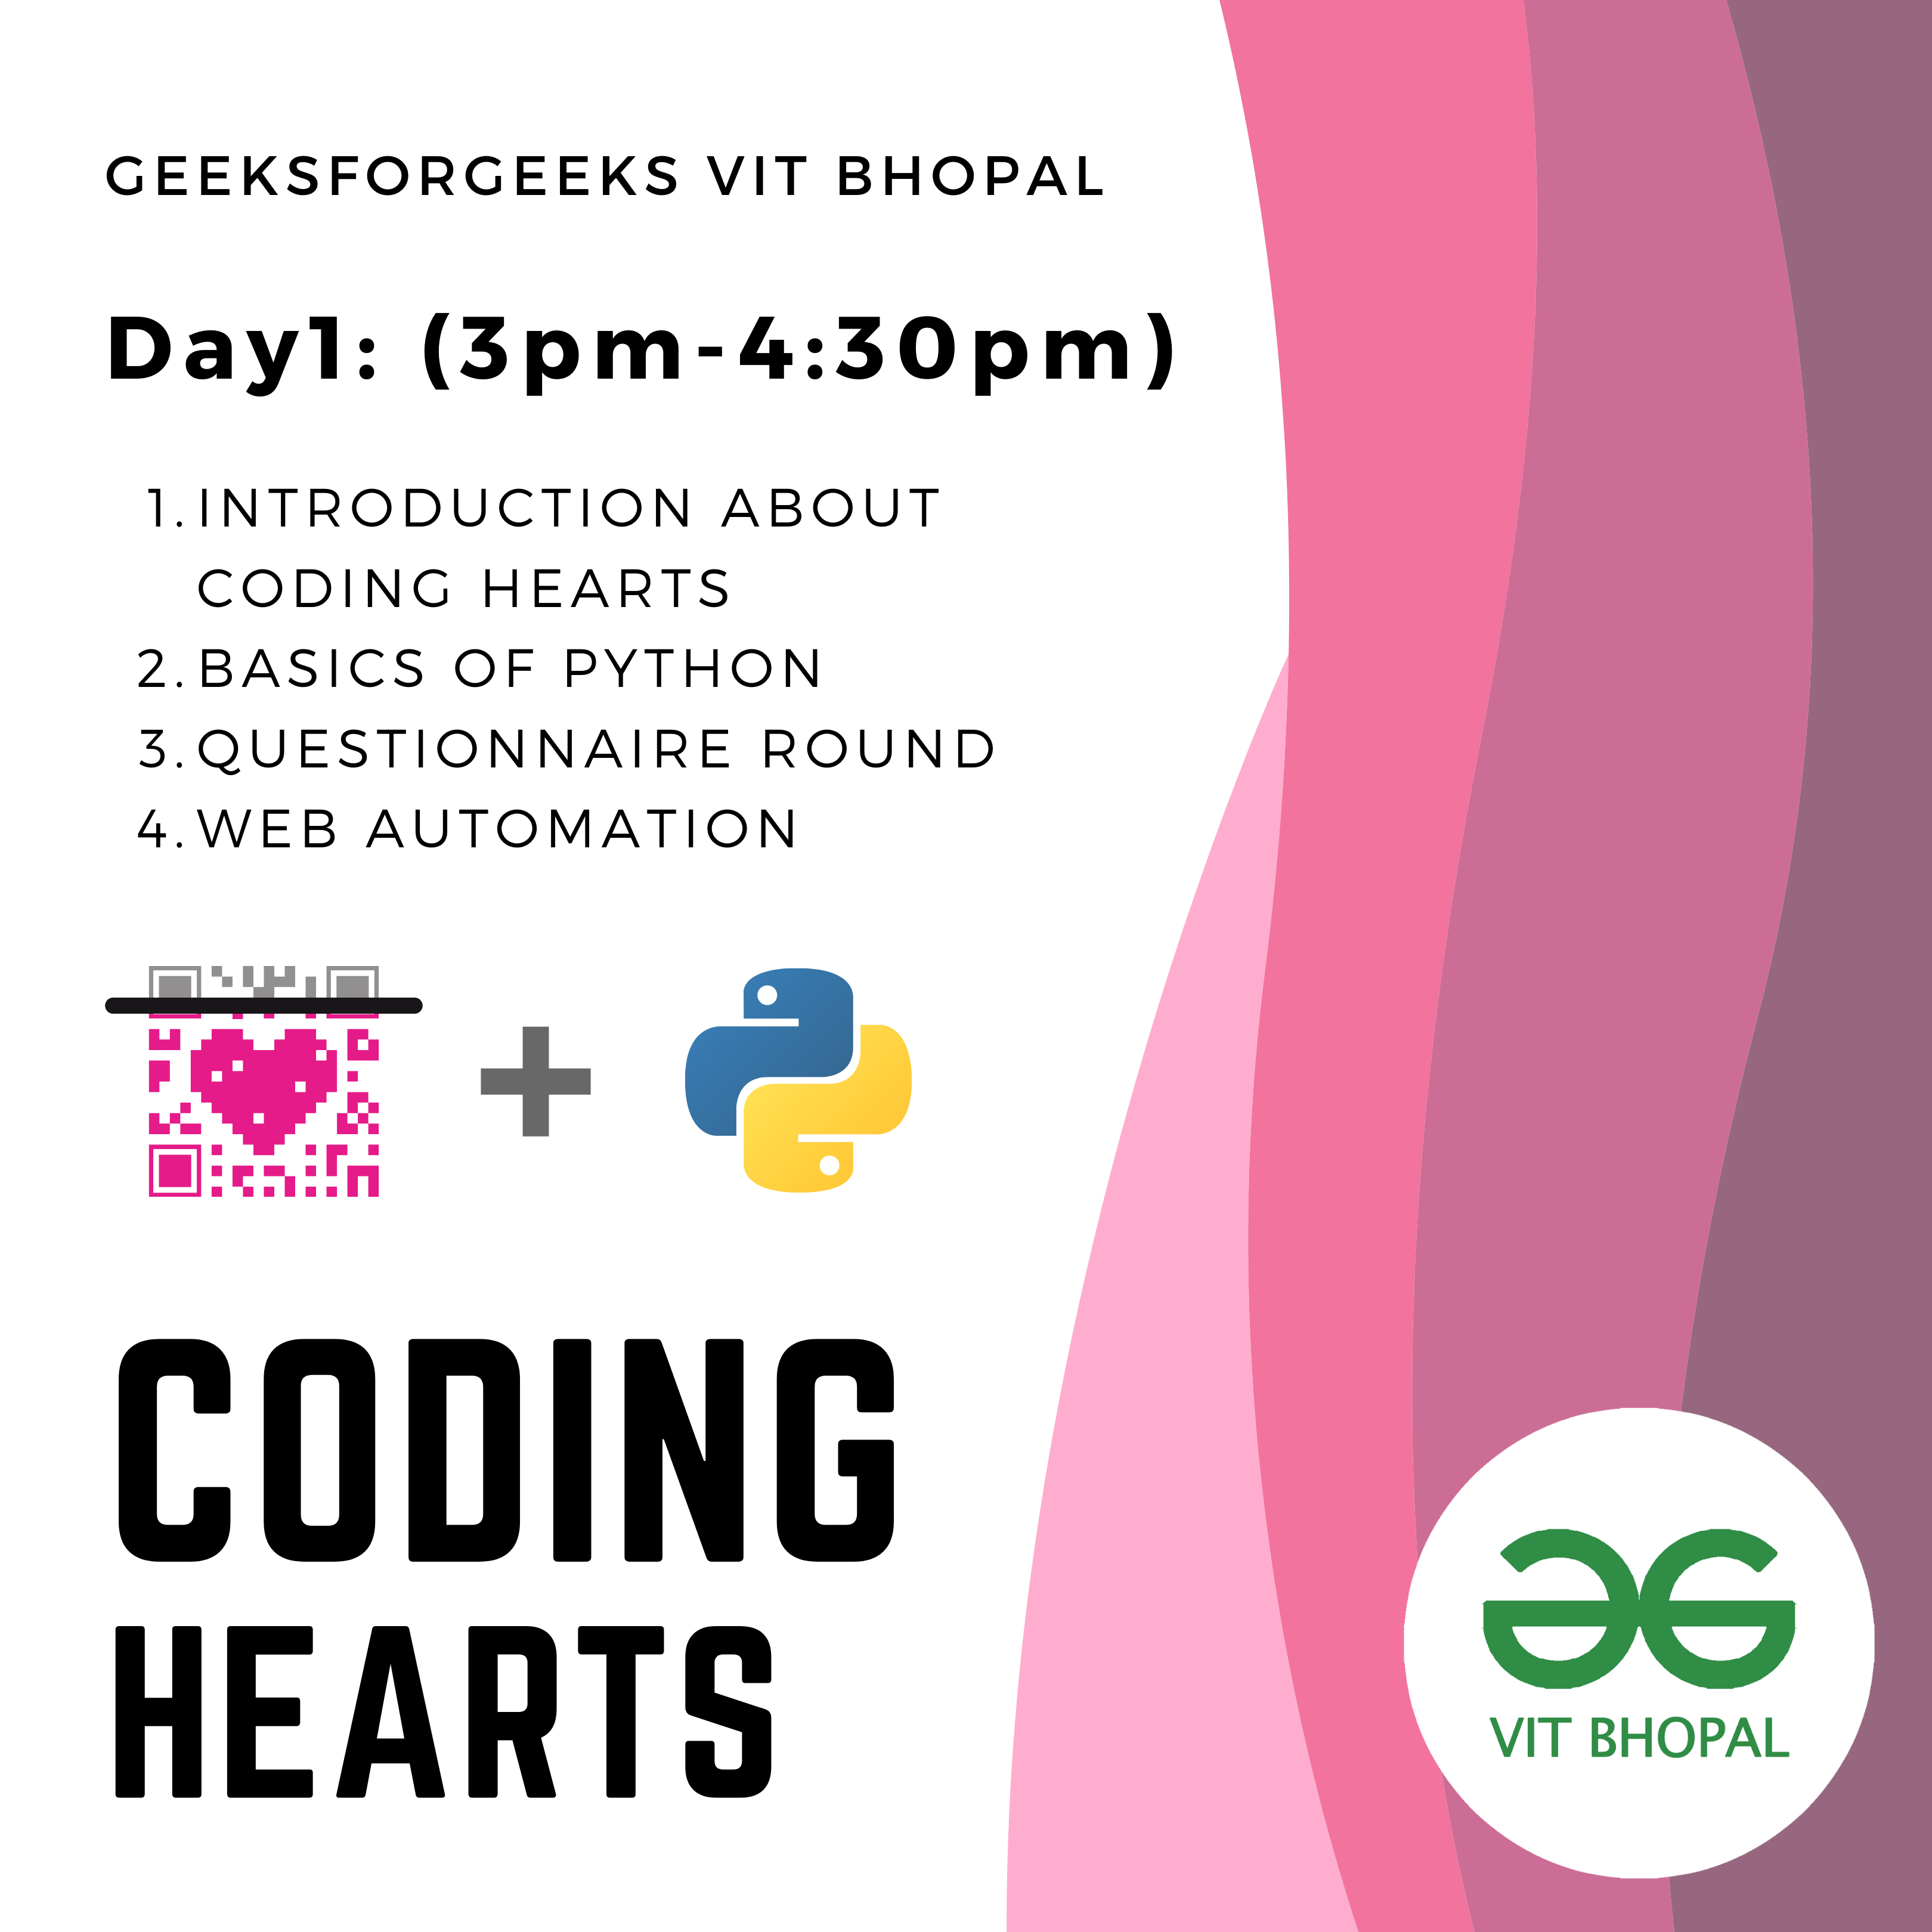 GEEKSFORGEEKS VIT BHOPAL
Day1: (3pm-4:30pm)
1. INTRODUCTION ABOUT
CODING HEARTS
2. BASICS OF PYTHON
3. QUESTIONNAIRE ROUND
4. WEB AUTOMATION
CODING
HEARTS
VIT BHOPAL